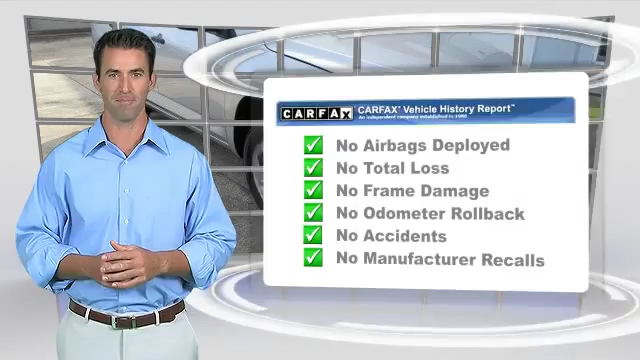 CARFAX CARFAX Vehicle History Report™
An independent company established in 1986
No Airbags Deployed
No Total Loss
No Frame Damage
No Odometer Rollback
No Accidents
No Manufacturer Recalls